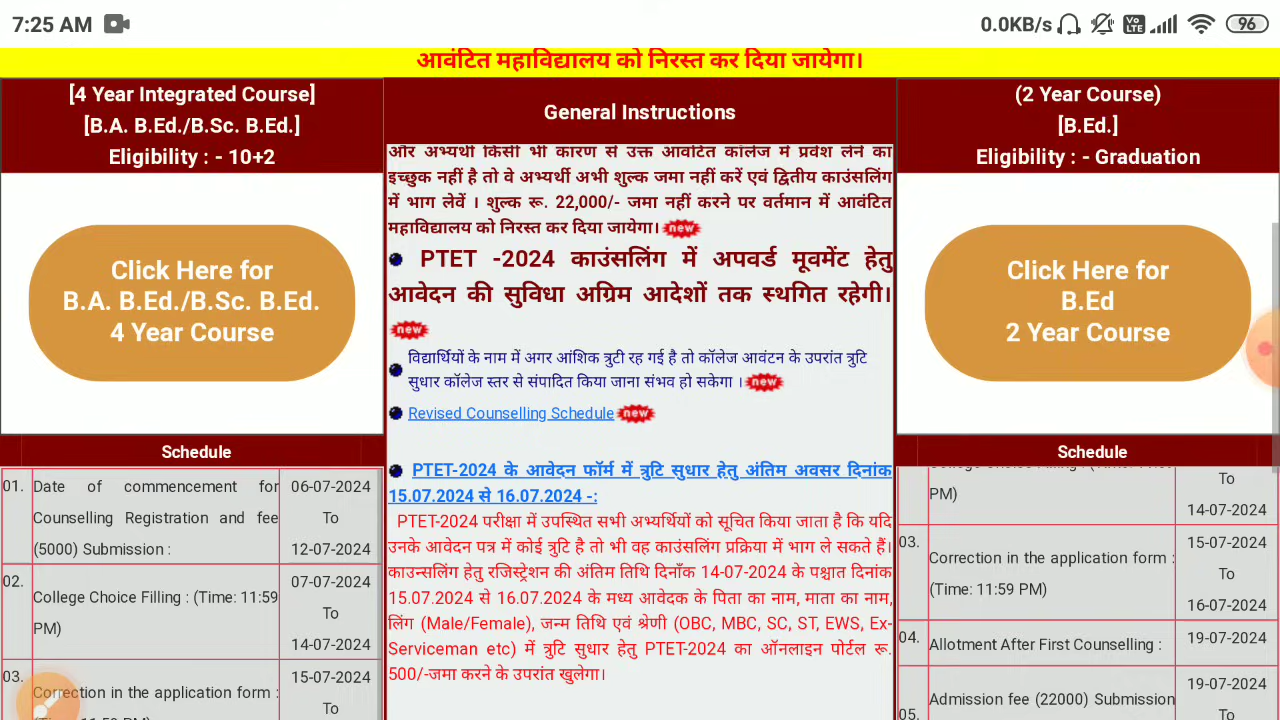 7:25 AM
0.0KB/s Vo LTE 96
आवंटित महाविद्यालय को निरस्त कर दिया जायेगा।
[4 Year Integrated Course]
[B.A. B.Ed./B.Sc. B.Ed.]
Eligibility : - 10+2
Click Here for
B.A. B.Ed./B.Sc. B.Ed.
4 Year Course
Schedule
01. Date of commencement for 06-07-2024
Counselling Registration and fee To
(5000) Submission : 12-07-2024
02. 07-07-2024
College Choice Filling : (Time: 11:59 To
PM) 14-07-2024
03. 15-07-2024
Correction in the application form : To
General Instructions
और अभ्यर्थी किसी भी कारण से उक्त आवंटित कॉलेज में प्रवेश लेने का
इच्छुक नहीं है तो वे अभ्यर्थी अभी शुल्क जमा नहीं करें एवं द्वितीय काउंसलिंग
में भाग लेवें । शुल्क रू. 22,000/- जमा नहीं करने पर वर्तमान में आवंटित
महाविद्यालय को निरस्त कर दिया जायेगा। new
PTET -2024 काउंसलिंग में अपवर्ड मूवमेंट हेतु
आवेदन की सुविधा अग्रिम आदेशों तक स्थगित रहेगी।
new
विद्यार्थियों के नाम में अगर आंशिक त्रुटी रह गई है तो कॉलेज आवंटन के उपरांत त्रुटि
सुधार कॉलेज स्तर से संपादित किया जाना संभव हो सकेगा । new
Revised Counselling Schedule new
PTET-2024 के आवेदन फॉर्म में त्रुटि सुधार हेतु अंतिम अवसर दिनांक
15.07.2024 से 16.07.2024 -:
PTET-2024 परीक्षा में उपस्थित सभी अभ्यर्थियों को सूचित किया जाता है कि यदि
उनके आवेदन पत्र में कोई त्रुटि है तो भी वह काउंसलिंग प्रक्रिया में भाग ले सकते हैं।
काउन्सलिंग हेतु रजिस्ट्रेशन की अंतिम तिथि दिनाँक 14-07-2024 के पश्चात दिनांक
15.07.2024 से 16.07.2024 के मध्य आवेदक के पिता का नाम, माता का नाम,
लिंग (Male/Female), जन्म तिथि एवं श्रेणी (OBC, MBC, SC, ST, EWS, Ex-
Serviceman etc) में त्रुटि सुधार हेतु PTET-2024 का ऑनलाइन पोर्टल रू.
500/-जमा करने के उपरांत खुलेगा।
(2 Year Course)
[B.Ed.]
Eligibility : - Graduation
Click Here for
B.Ed
2 Year Course
Schedule
To
PM) 14-07-2024
03. 15-07-2024
Correction in the application form : To
(Time: 11:59 PM) 16-07-2024
04. 19-07-2024
Allotment After First Counselling :
19-07-2024
Admission fee (22000) Submission
05. To